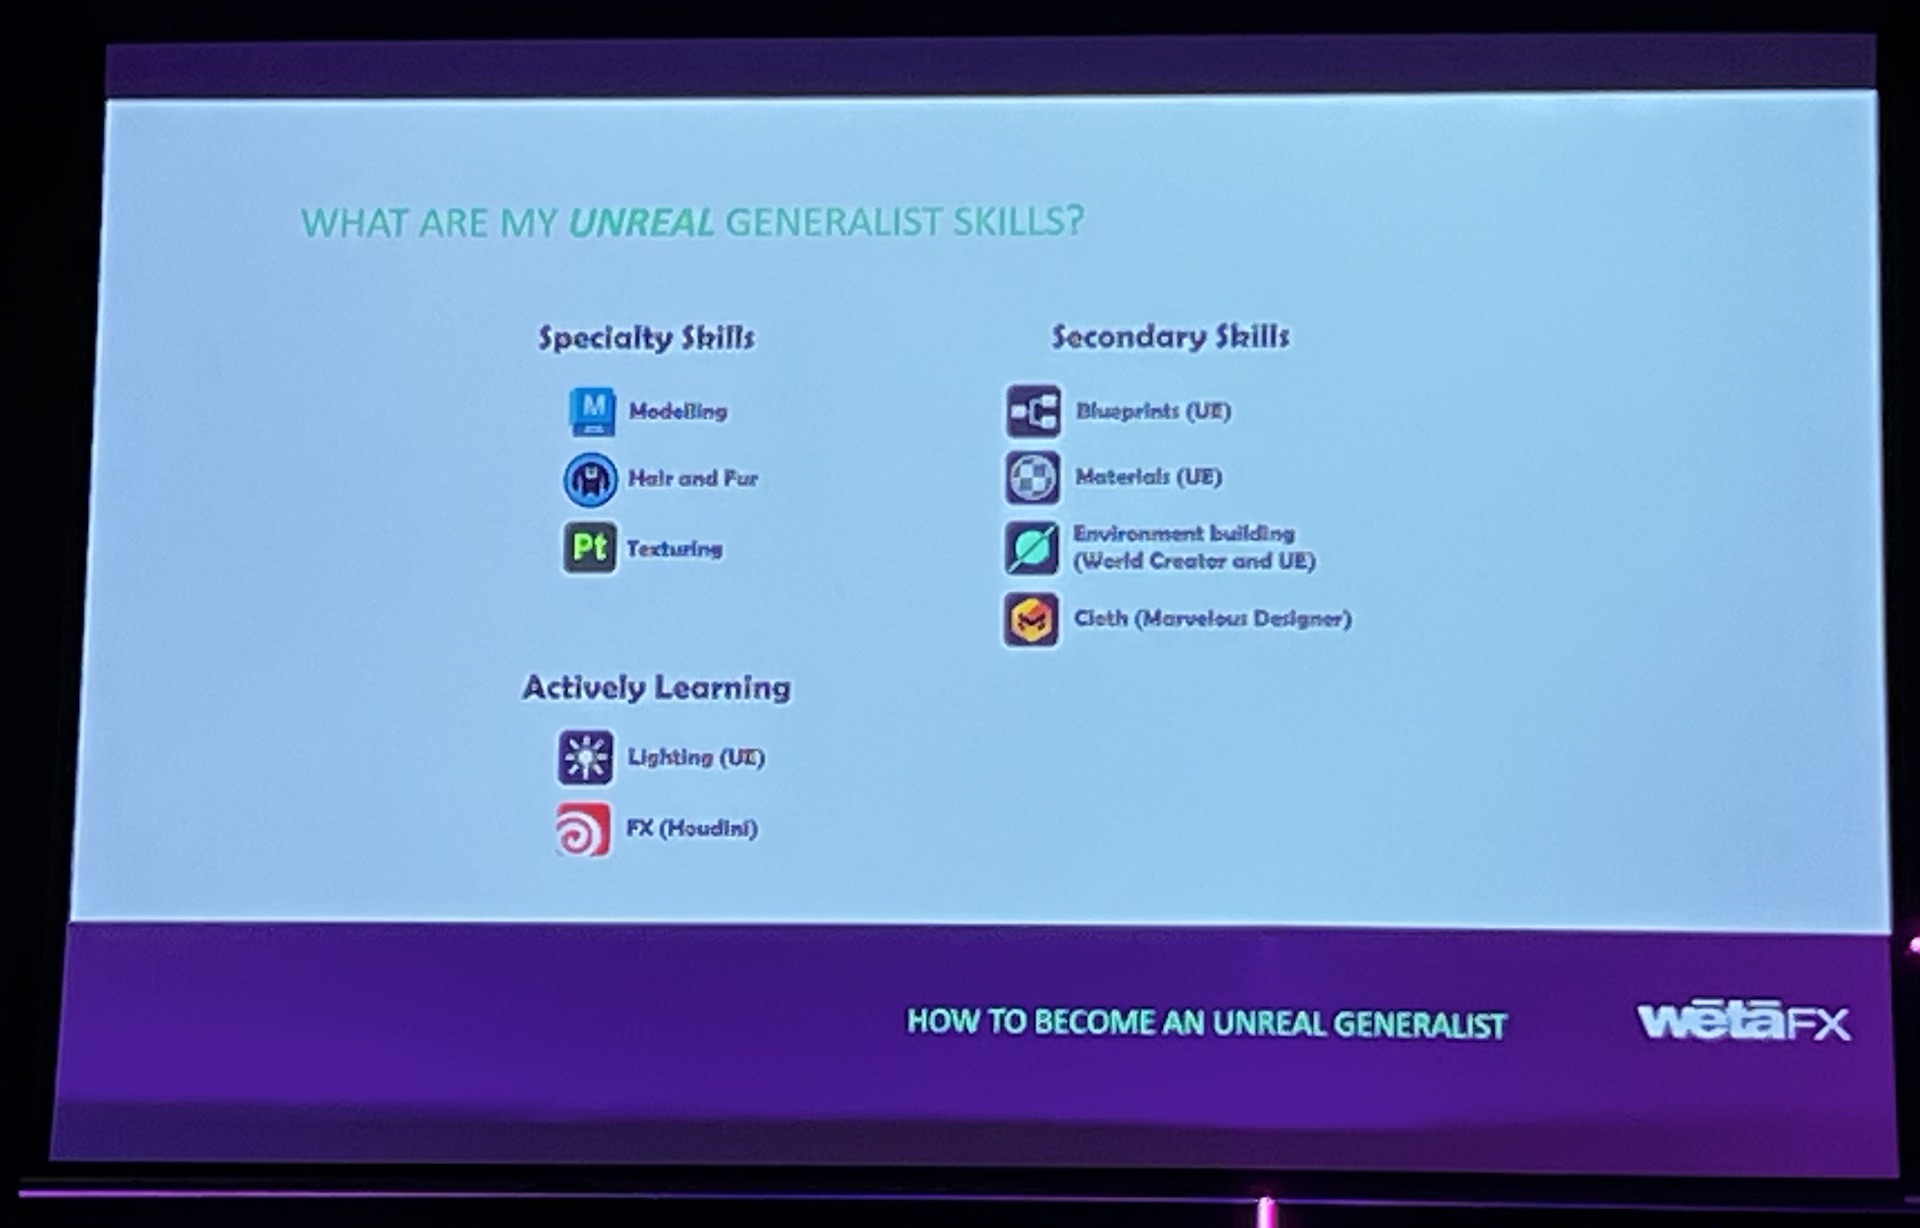 WHAT ARE MY UNREAL GENERALIST SKILLS?
Specialty Skills
M
Modelling
Hair and Fur
Pt
Texturing
Secondary Skills
Blueprints (UE)
Materials (UE)
Environment building
(World Creator and UE)
Cloth (Marvelous Designer)
Actively Learning
Lighting (UE)
FX (Houdini)
HOW TO BECOME AN UNREAL GENERALIST
wētāFX